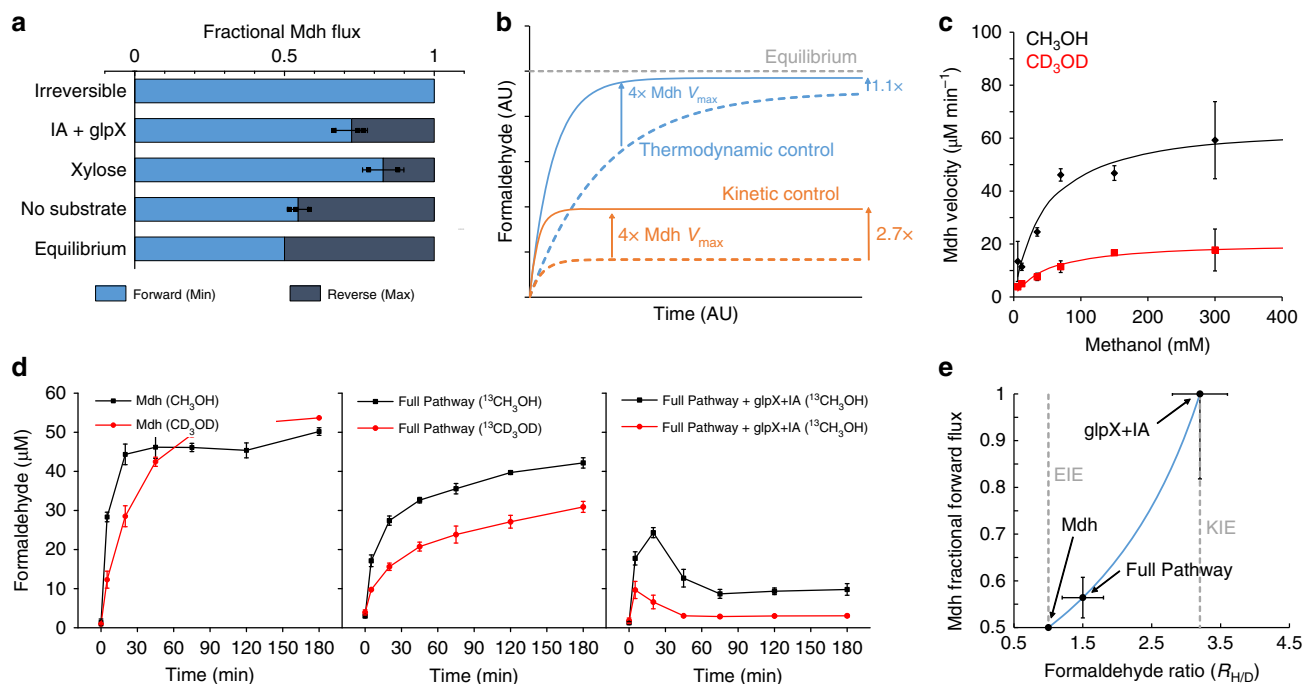 a
Fractional Mdh flux
0 0.5 1
Irreversible
IA + glpX
Xylose
No substrate
Equilibrium
Forward (Min) Reverse (Max)
b
Formaldehyde (AU)
Equilibrium
4× Mdh Vmax
1.1×
Thermodynamic control
Kinetic control
4× Mdh Vmax
2.7×
Time (AU)
c
CH3OH
CD3OD
Mdh velocity (μM min−1)
100
80
60
40
20
0
0 100 200 300 400
Methanol (mM)
d
Formaldehyde (μM)
60
50
40
30
20
10
0
Mdh (CH3OH)
Mdh (CD3OD)
0 30 60 90 120 150 180
Time (min)
Full Pathway (13CH3OH)
Full Pathway (13CD3OD)
0 30 60 90 120 150 180
Time (min)
Full Pathway + glpX+IA (13CH3OH)
Full Pathway + glpX+IA (13CH3OH)
0 30 60 90 120 150 180
Time (min)
e
Mdh fractional forward flux
1
0.9
0.8
0.7
0.6
0.5
glpX+IA
EIE
Mdh
KIE
Full Pathway
0.5 1.5 2.5 3.5 4.5
Formaldehyde ratio (RH/D)